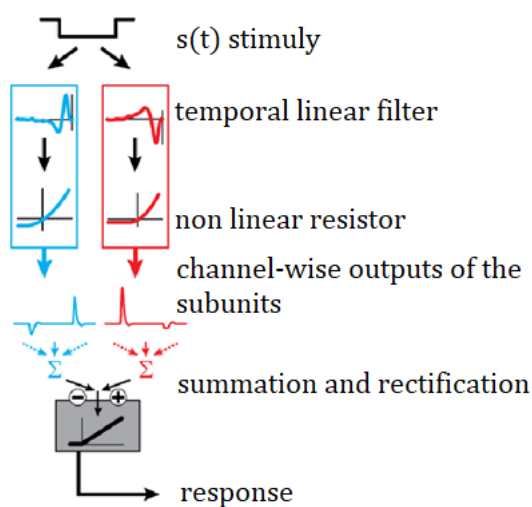 s(t) stimuly
temporal linear filter
non linear resistor
channel-wise outputs of the
subunits
Σ Σ
summation and rectification
− +
response